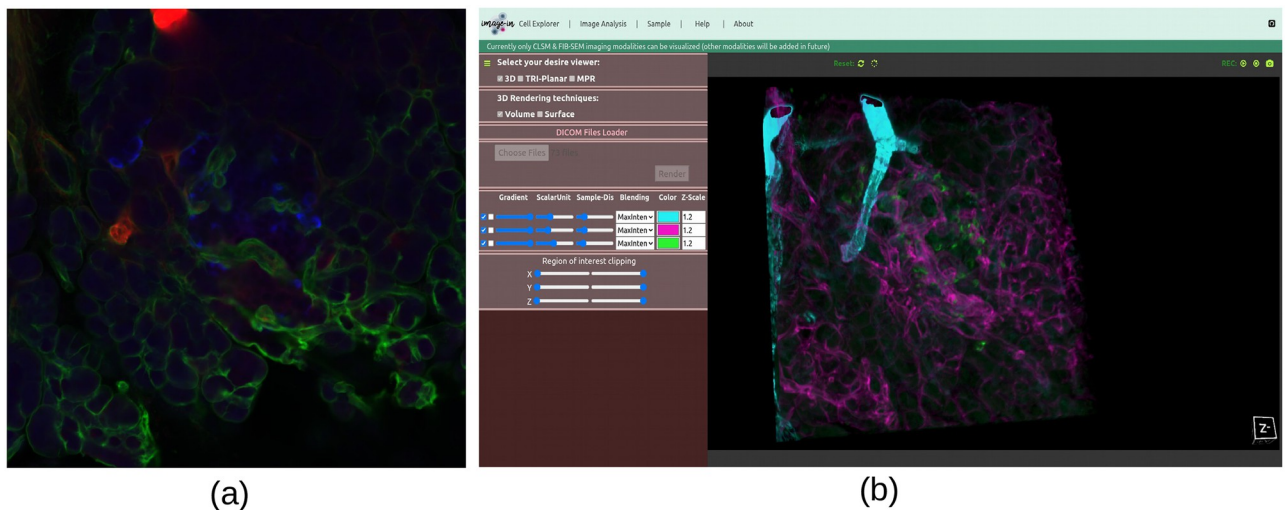 image-in Cell Explorer | Image Analysis | Sample | Help | About
Currently only CLSM & FIB-SEM imaging modalities can be visualized (other modalities will be added in future)
Select your desire viewer:
3D TRI-Planar MPR
3D Rendering techniques:
Volume Surface
DICOM Files Loader
Choose Files
Render
Gradient ScalarUnit Sample-Dis Blending Color Z-Scale
MaxInten 1.2
MaxInten 1.2
MaxInten 1.2
Region of interest clipping
X
Y
Z
Reset:
REC:
Z-
(a)
(b)